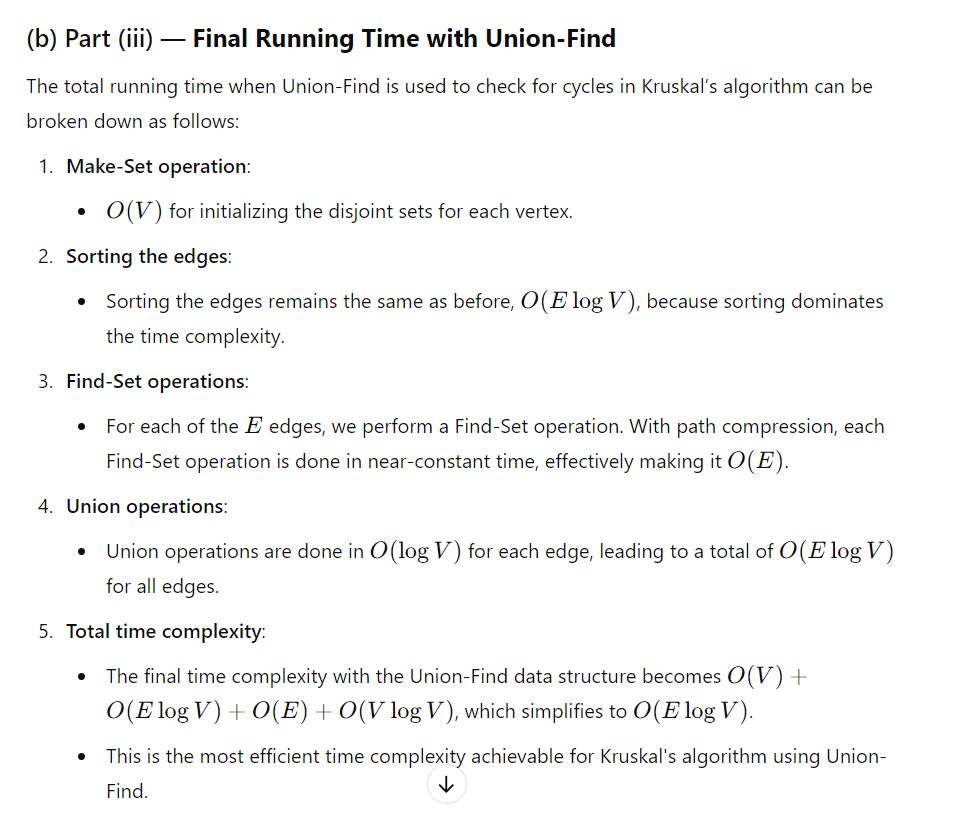 (b) Part (iii) — Final Running Time with Union-Find
The total running time when Union-Find is used to check for cycles in Kruskal's algorithm can be
broken down as follows:
1. Make-Set operation:
• O(V) for initializing the disjoint sets for each vertex.
2. Sorting the edges:
• Sorting the edges remains the same as before, O(E log V), because sorting dominates
the time complexity.
3. Find-Set operations:
• For each of the E edges, we perform a Find-Set operation. With path compression, each
Find-Set operation is done in near-constant time, effectively making it O(E).
4. Union operations:
• Union operations are done in O(log V) for each edge, leading to a total of O(E log V)
for all edges.
5. Total time complexity:
• The final time complexity with the Union-Find data structure becomes O(V) +
O(E log V) + O(E) + O(V log V), which simplifies to O(E log V).
• This is the most efficient time complexity achievable for Kruskal's algorithm using Union-
Find.